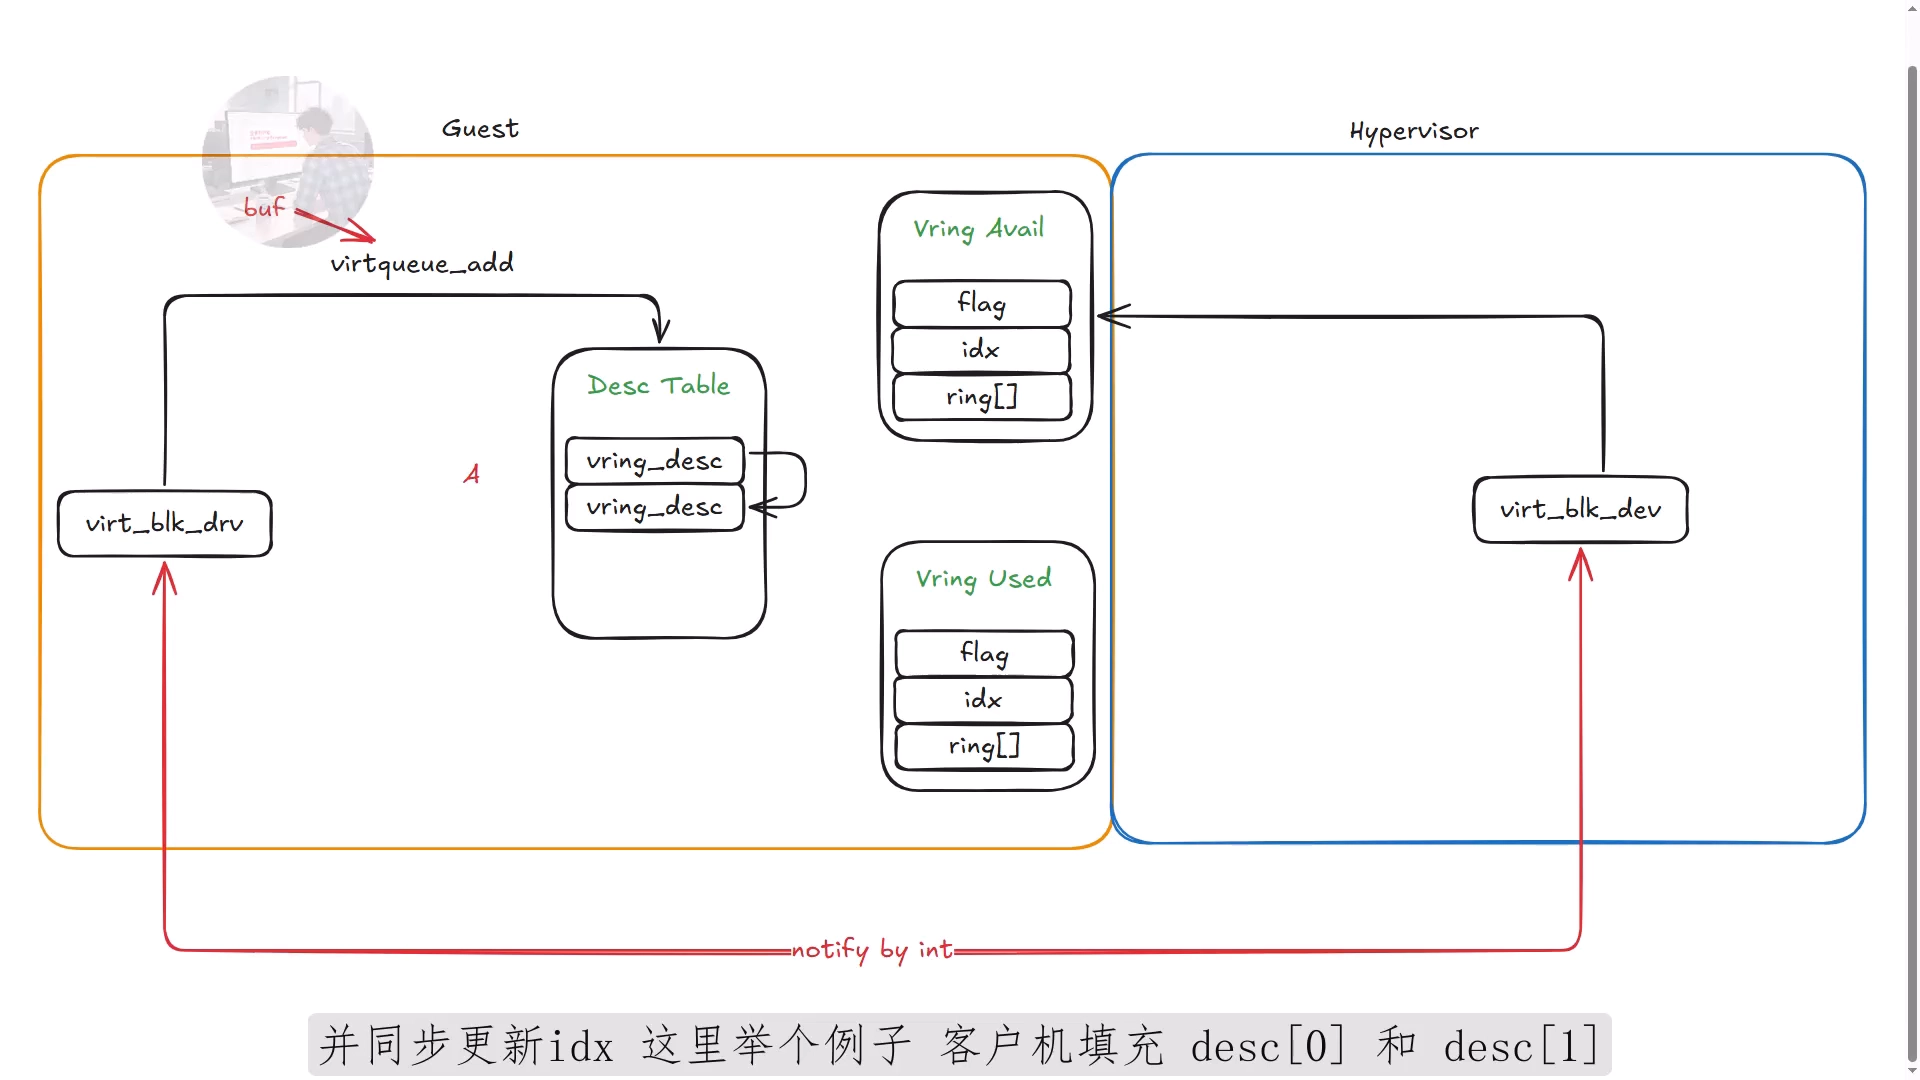 Guest
Hypervisor
buf
virtqueue_add
Vring Avail
flag
idx
ring[]
Desc Table
vring_desc
vring_desc
A
virt_blk_drv
virt_blk_dev
Vring Used
flag
idx
ring[]
notify by int
并同步更新idx 这里举个例子 客户机填充 desc[0] 和 desc[1]